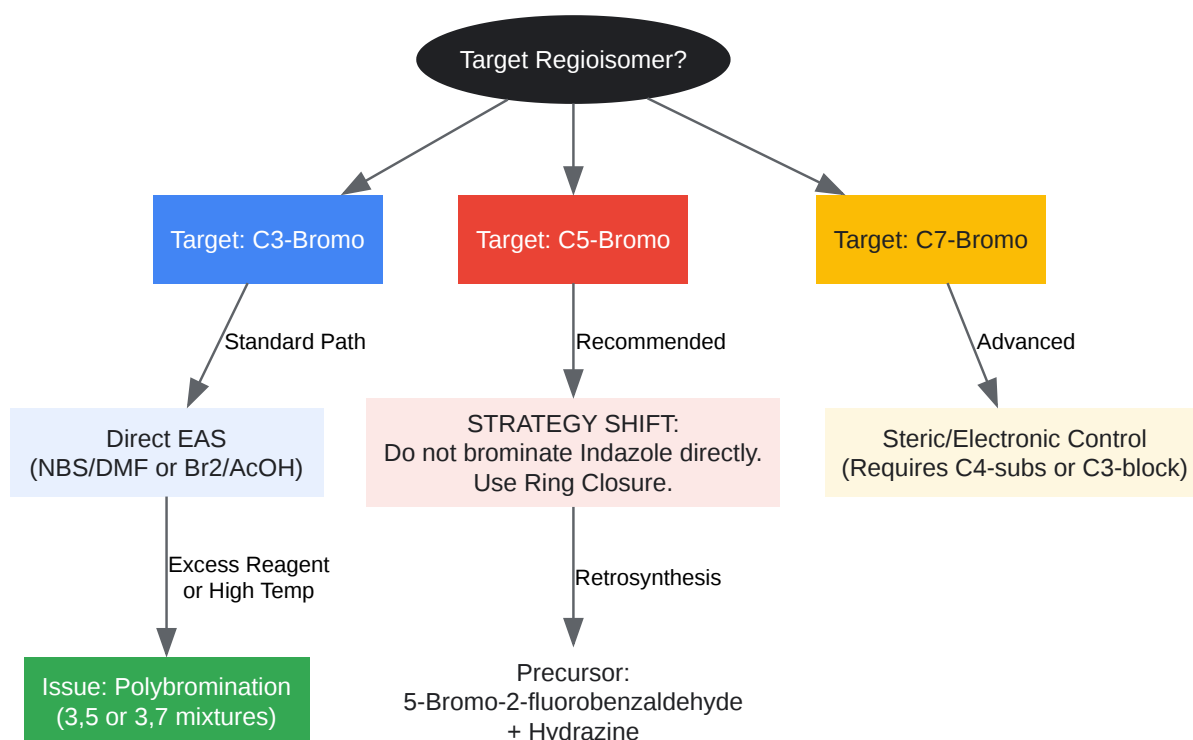 Target Regioisomer?
Target: C3-Bromo
Target: C5-Bromo
Target: C7-Bromo
Standard Path
Recommended
Advanced
Direct EAS
(NBS/DMF or Br2/AcOH)
STRATEGY SHIFT:
Do not brominate Indazole directly.
Use Ring Closure.
Steric/Electronic Control
(Requires C4-subs or C3-block)
Excess Reagent
or High Temp
Retrosynthesis
Issue: Polybromination
(3,5 or 3,7 mixtures)
Precursor:
5-Bromo-2-fluorobenzaldehyde
+ Hydrazine